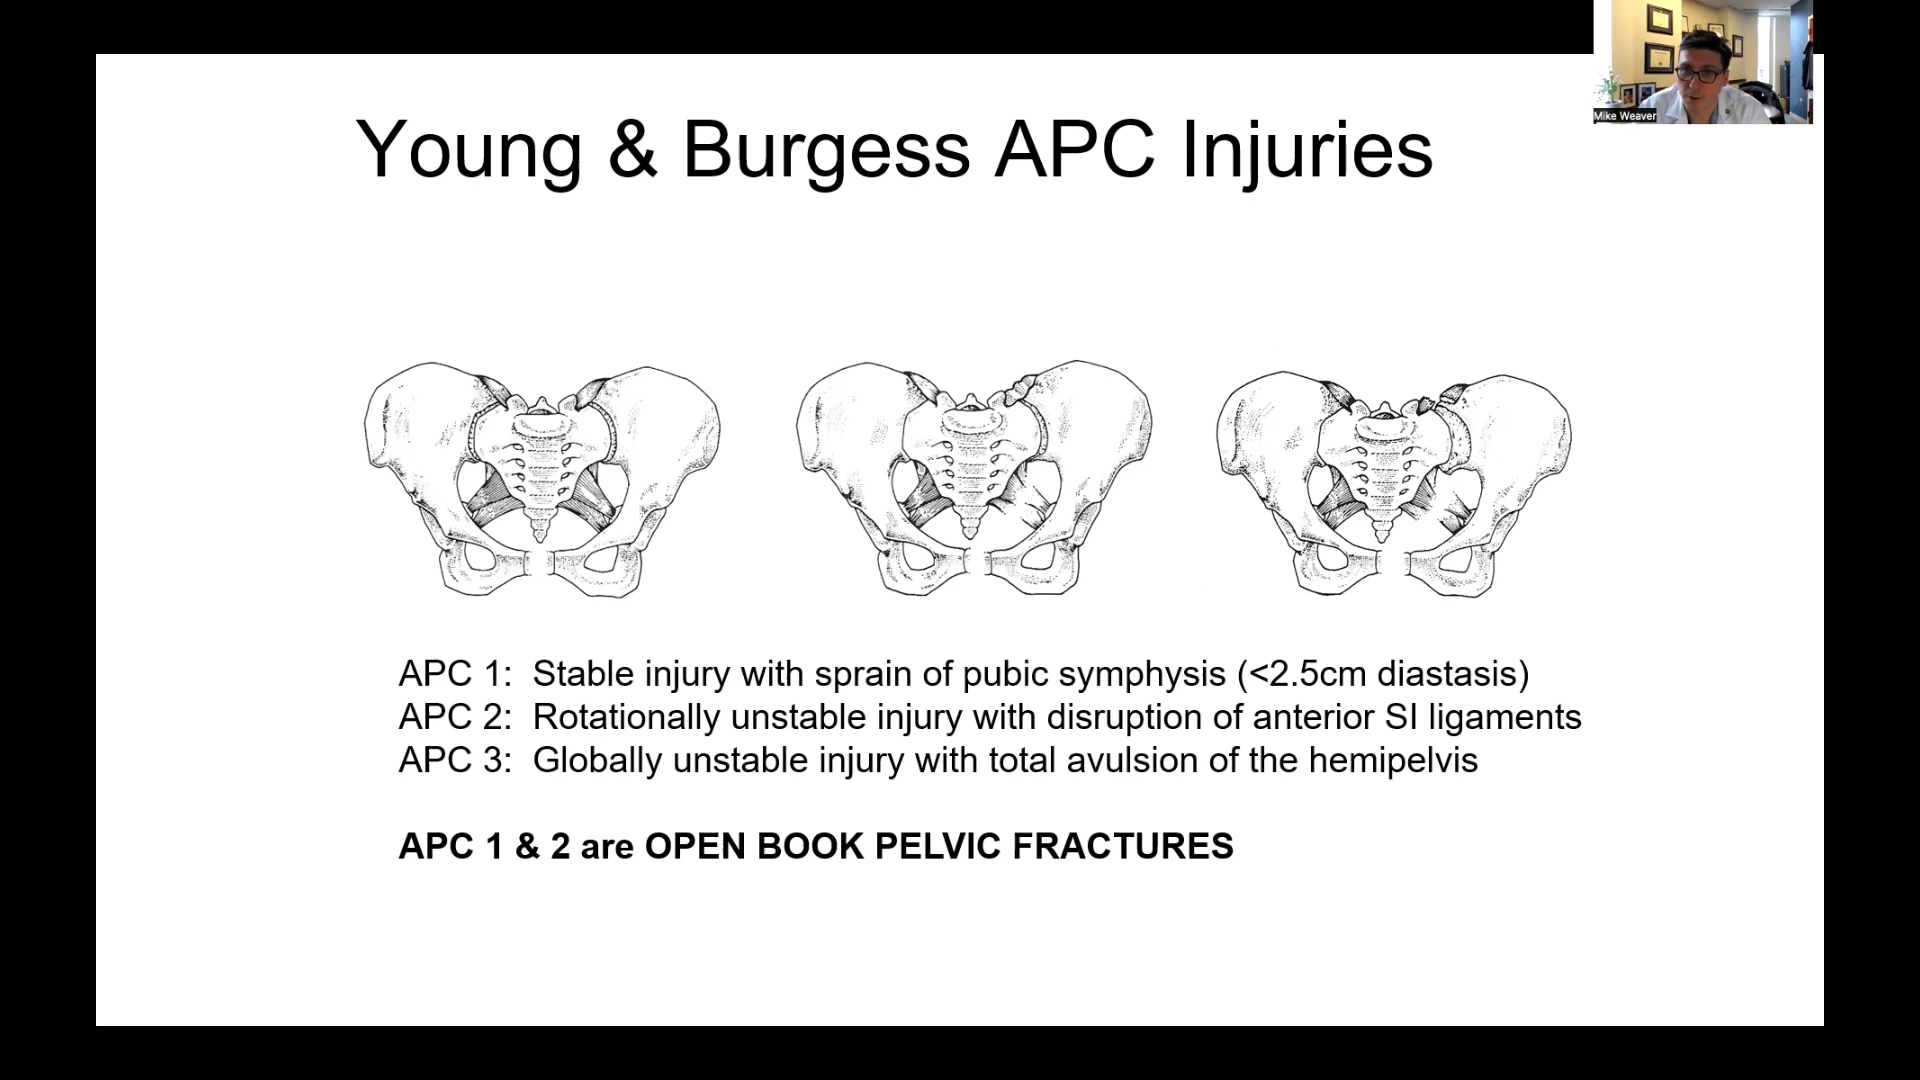 Mike Weaver
Young & Burgess APC Injuries
APC 1: Stable injury with sprain of pubic symphysis (<2.5cm diastasis)
APC 2: Rotationally unstable injury with disruption of anterior SI ligaments
APC 3: Globally unstable injury with total avulsion of the hemipelvis
APC 1 & 2 are OPEN BOOK PELVIC FRACTURES